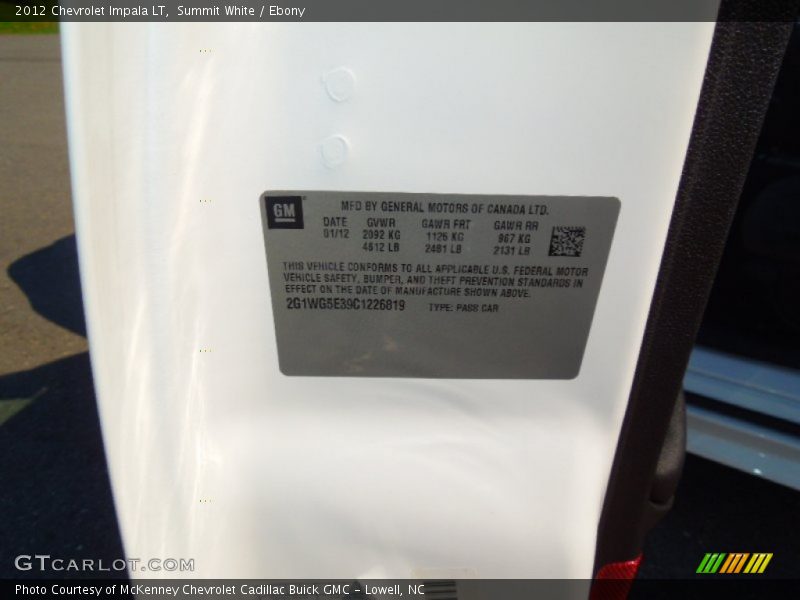 2012 Chevrolet Impala LT, Summit White / Ebony
GM
MFD BY GENERAL MOTORS OF CANADA LTD.
DATE GVWR GAWR FRT GAWR RR
01/12 2092 KG 1126 KG 967 KG
4612 LB 2481 LB 2131 LB
THIS VEHICLE CONFORMS TO ALL APPLICABLE U.S. FEDERAL MOTOR
VEHICLE SAFETY, BUMPER, AND THEFT PREVENTION STANDARDS IN
EFFECT ON THE DATE OF MANUFACTURE SHOWN ABOVE.
2G1WG5E39C1226819 TYPE: PASS CAR
GTCARLOT.COM
Photo Courtesy of McKenney Chevrolet Cadillac Buick GMC – Lowell, NC